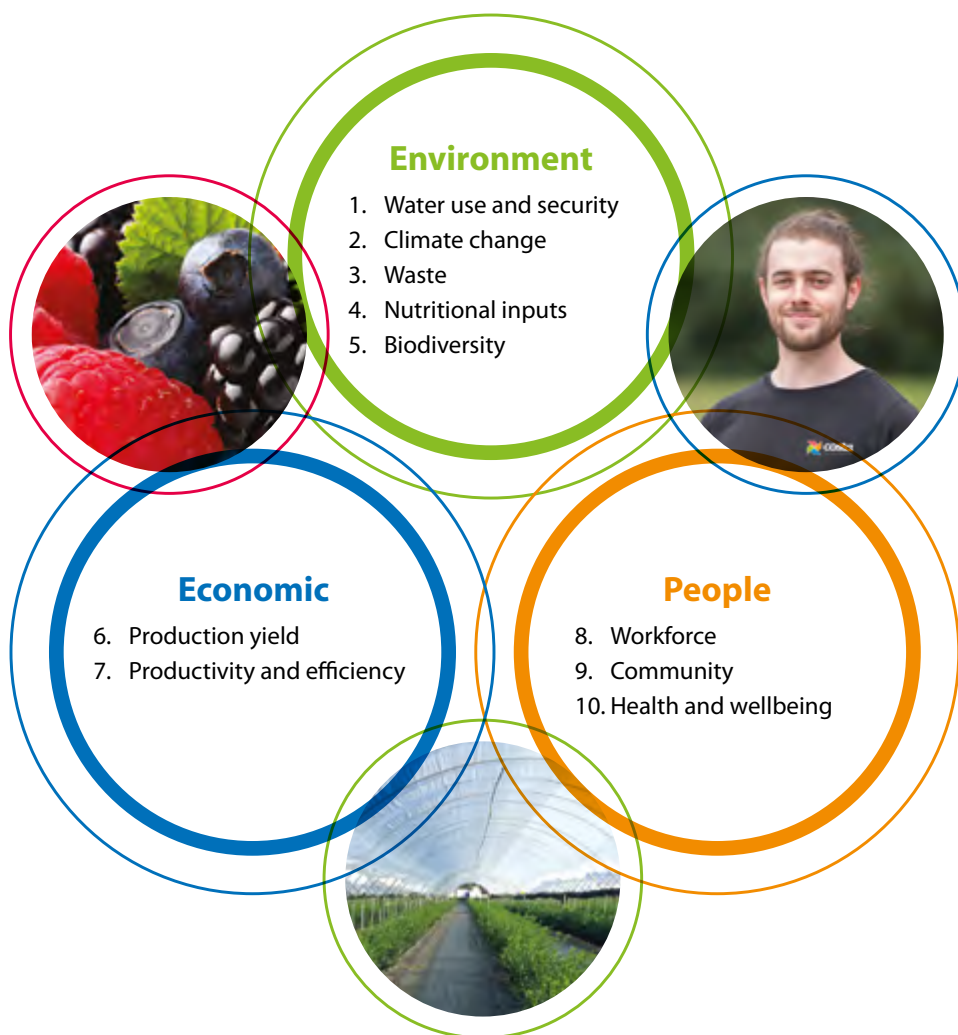 Environment
1. Water use and security
2. Climate change
3. Waste
4. Nutritional inputs
5. Biodiversity
costa
Economic
6. Production yield
7. Productivity and efficiency
People
8. Workforce
9. Community
10. Health and wellbeing